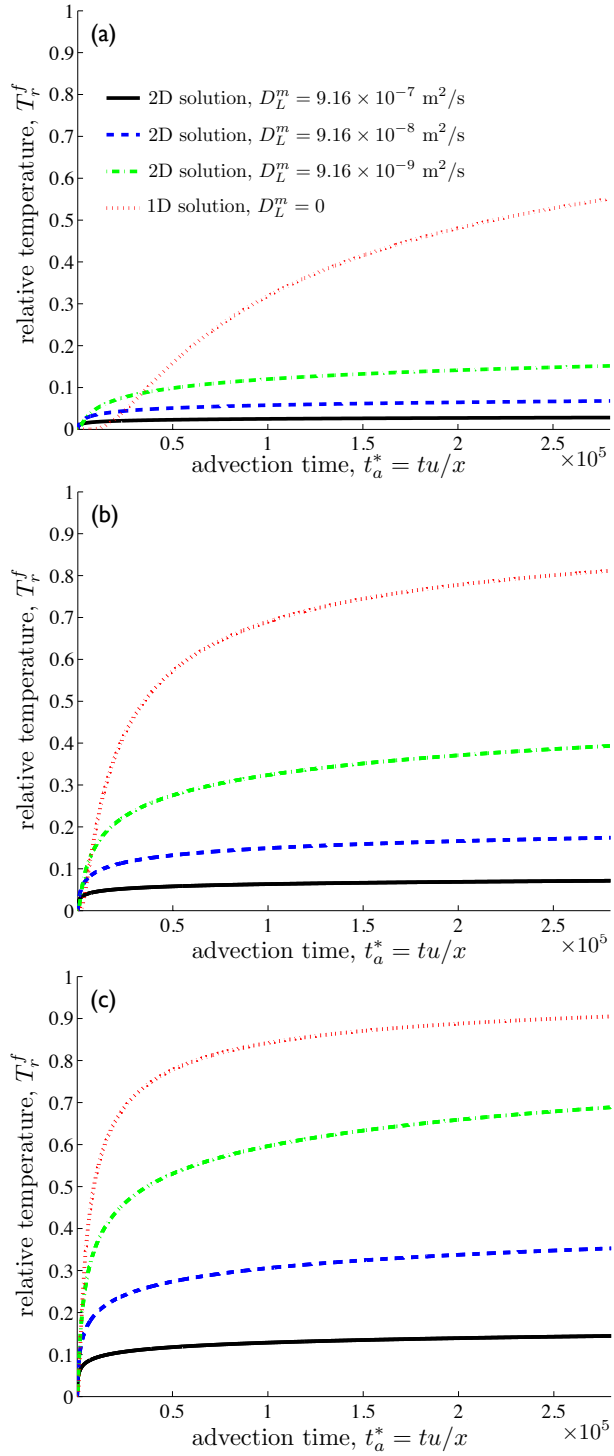 (a)
1
0.9
0.8
0.7
0.6
0.5
0.4
0.3
0.2
0.1
0
relative temperature, $T_r^f$
2D solution, $D_L^m = 9.16 \times 10^{-7}$ m$^2$/s
2D solution, $D_L^m = 9.16 \times 10^{-8}$ m$^2$/s
2D solution, $D_L^m = 9.16 \times 10^{-9}$ m$^2$/s
1D solution, $D_L^m = 0$
0.5 1 1.5 2 2.5
×10$^5$
advection time, $t_a^* = tu/x$
(b)
1
0.9
0.8
0.7
0.6
0.5
0.4
0.3
0.2
0.1
0
relative temperature, $T_r^f$
0.5 1 1.5 2 2.5
×10$^5$
advection time, $t_a^* = tu/x$
(c)
1
0.9
0.8
0.7
0.6
0.5
0.4
0.3
0.2
0.1
0
relative temperature, $T_r^f$
0.5 1 1.5 2 2.5
×10$^5$
advection time, $t_a^* = tu/x$